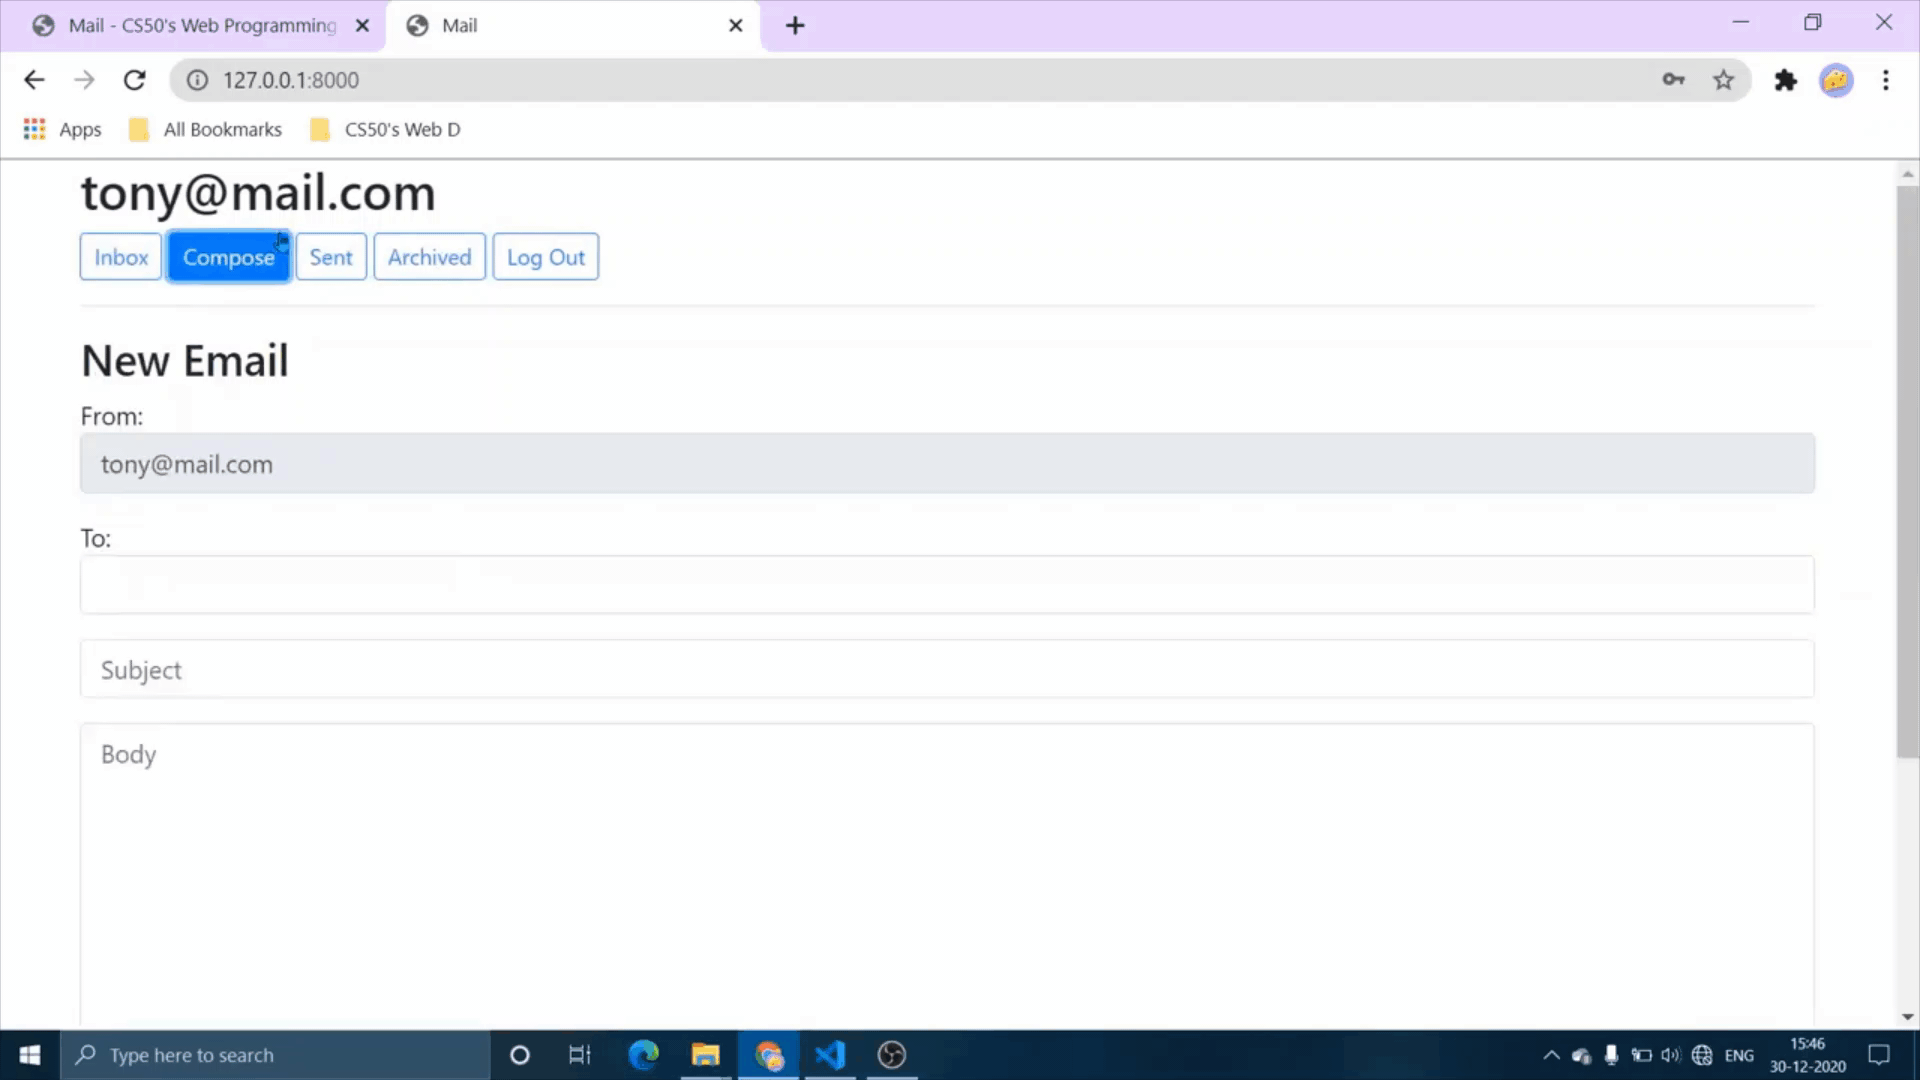 Mail - CS50's Web Programming
Mail
127.0.0.1:8000
Apps
All Bookmarks
CS50's Web D
tony@mail.com
Inbox
Compose
Sent
Archived
Log Out
New Email
From:
tony@mail.com
To:
Subject
Body
Type here to search
ENG
15:46
30-12-2020